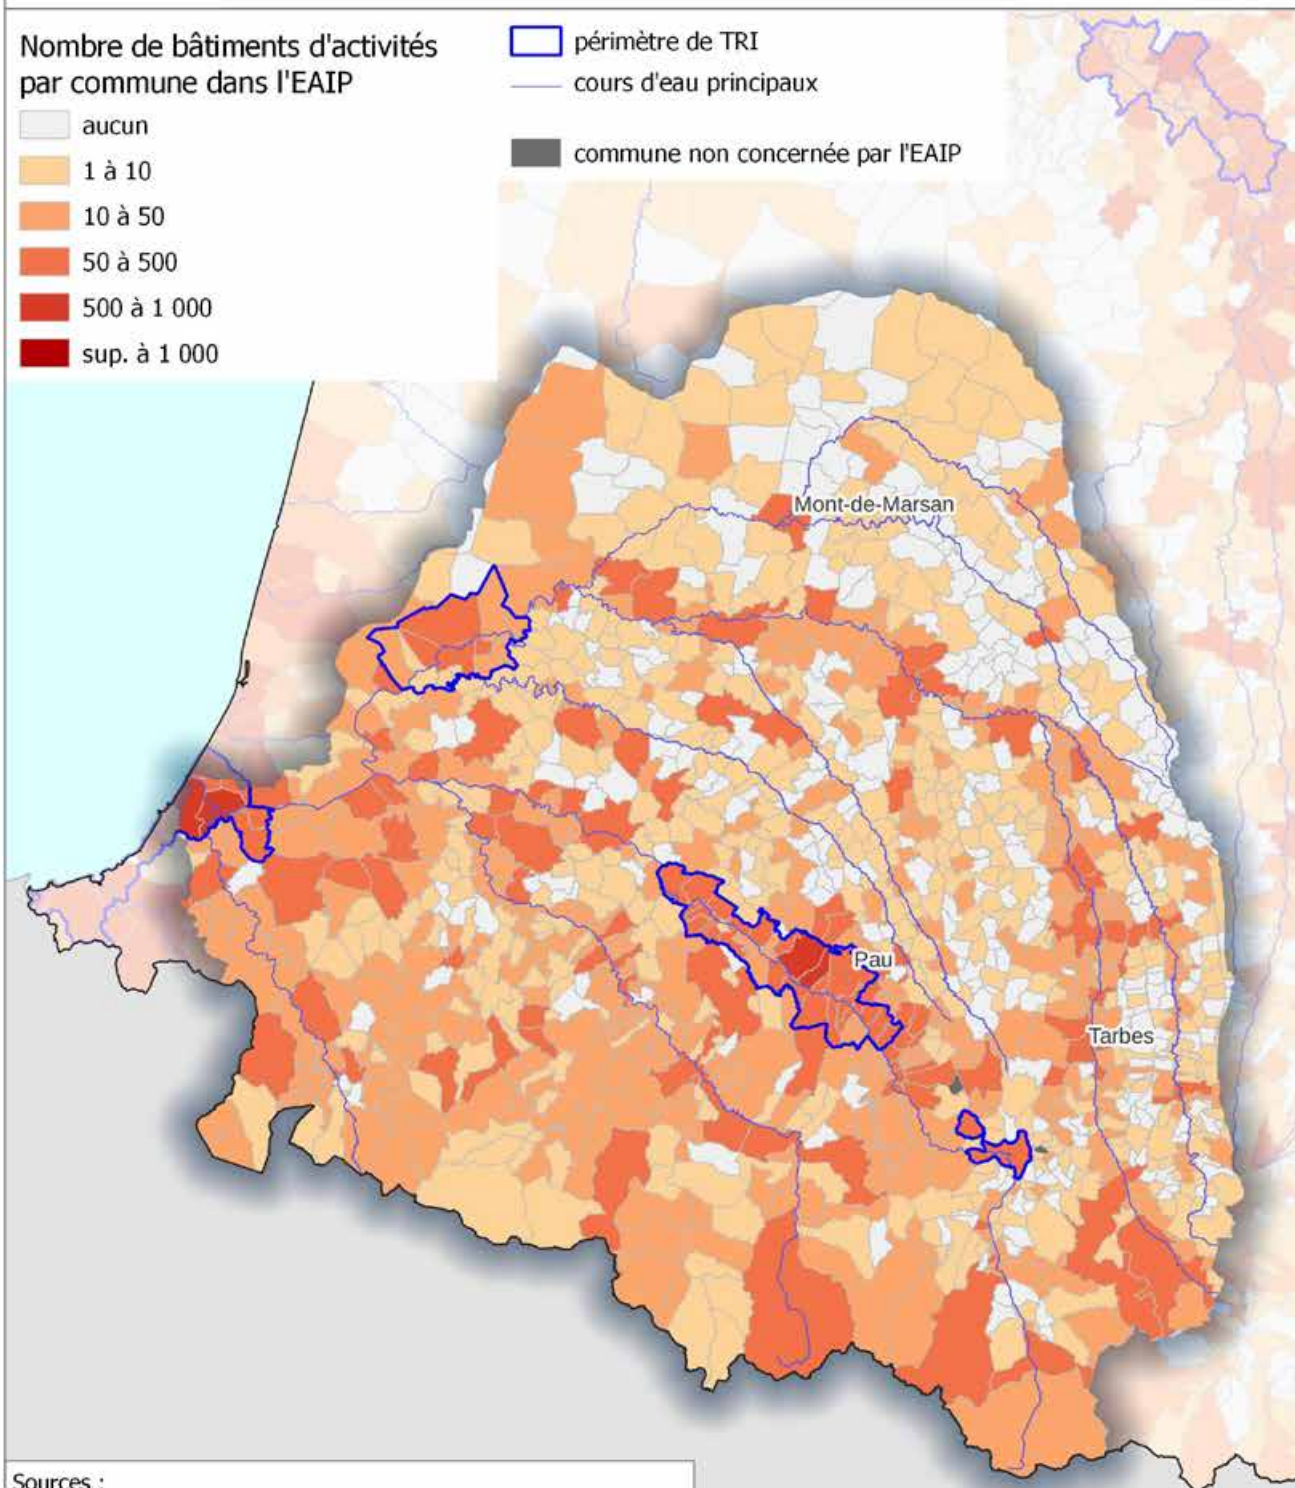 Nombre de bâtiments d'activités
par commune dans l'EAIP
aucun
1 à 10
10 à 50
50 à 500
500 à 1 000
sup. à 1 000
périmètre de TRI
cours d'eau principaux
commune non concernée par l'EAIP
Mont-de-Marsan
Pau
Tarbes
Sources :